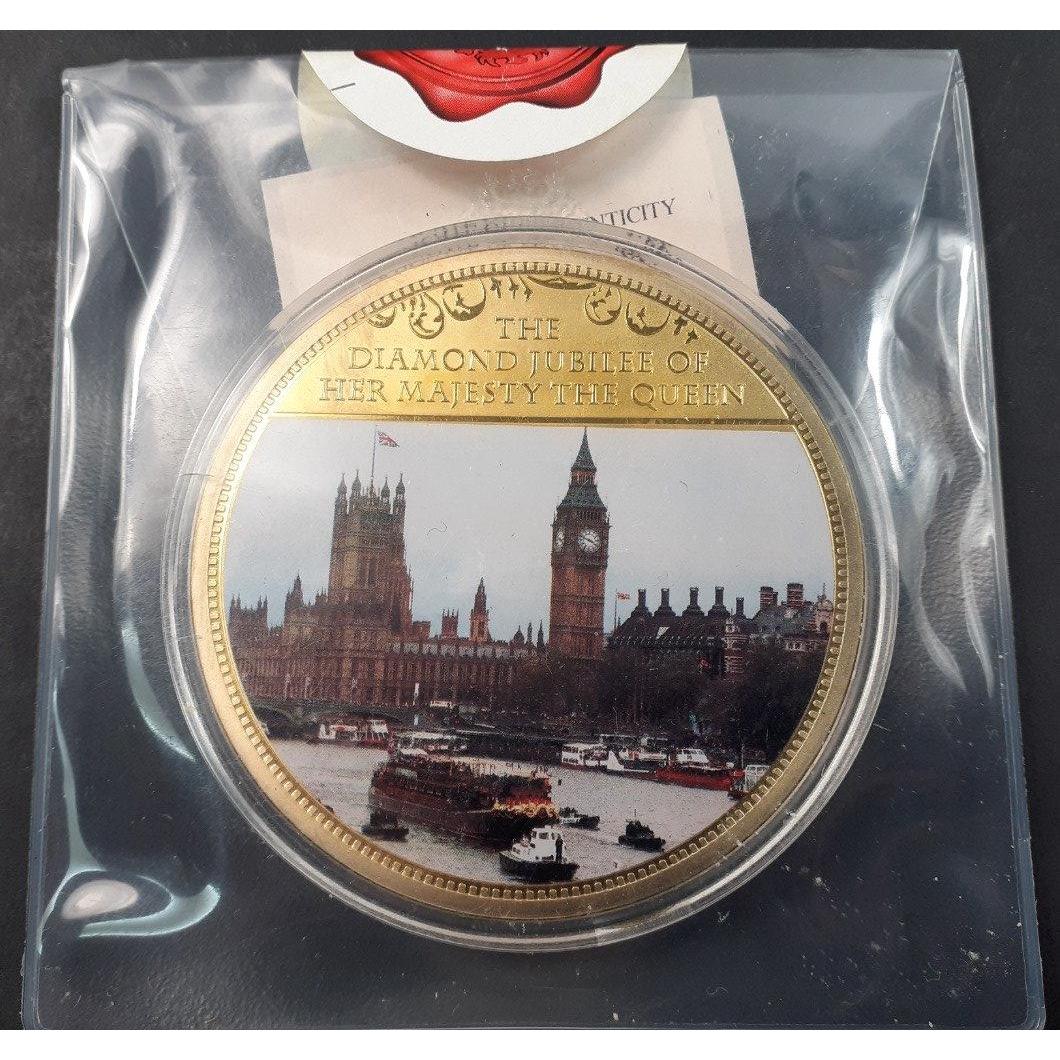 THE
DIAMOND JUBILEE OF
HER MAJESTY THE QUEEN